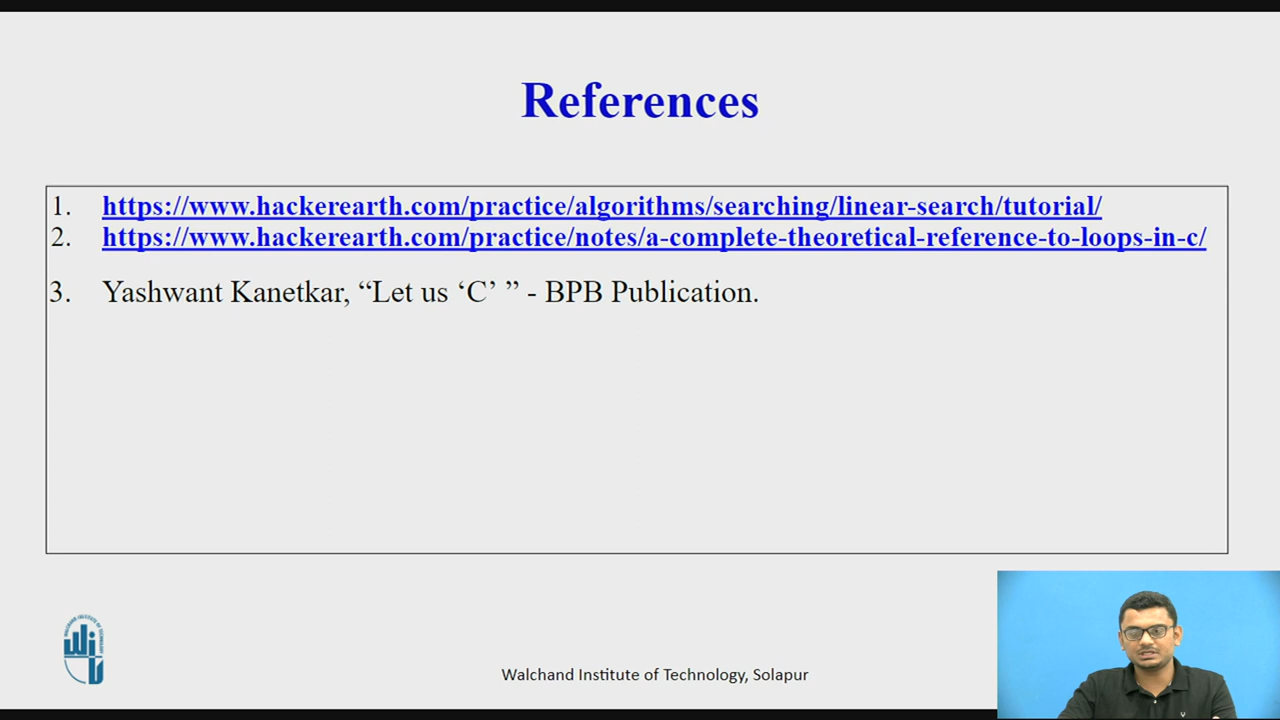 References
1. https://www.hackerearth.com/practice/algorithms/searching/linear-search/tutorial/
2. https://www.hackerearth.com/practice/notes/a-complete-theoretical-reference-to-loops-in-c/
3. Yashwant Kanetkar, “Let us ‘C’ ” - BPB Publication.
Walchand Institute of Technology, Solapur